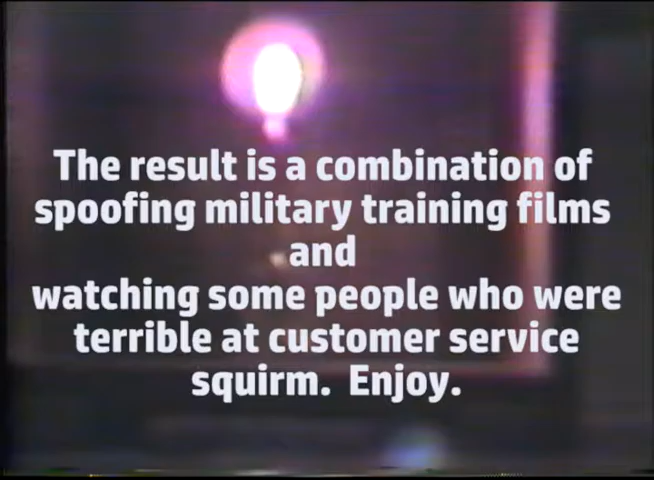 The result is a combination of
spoofing military training films
and
watching some people who were
terrible at customer service
squirm.  Enjoy.